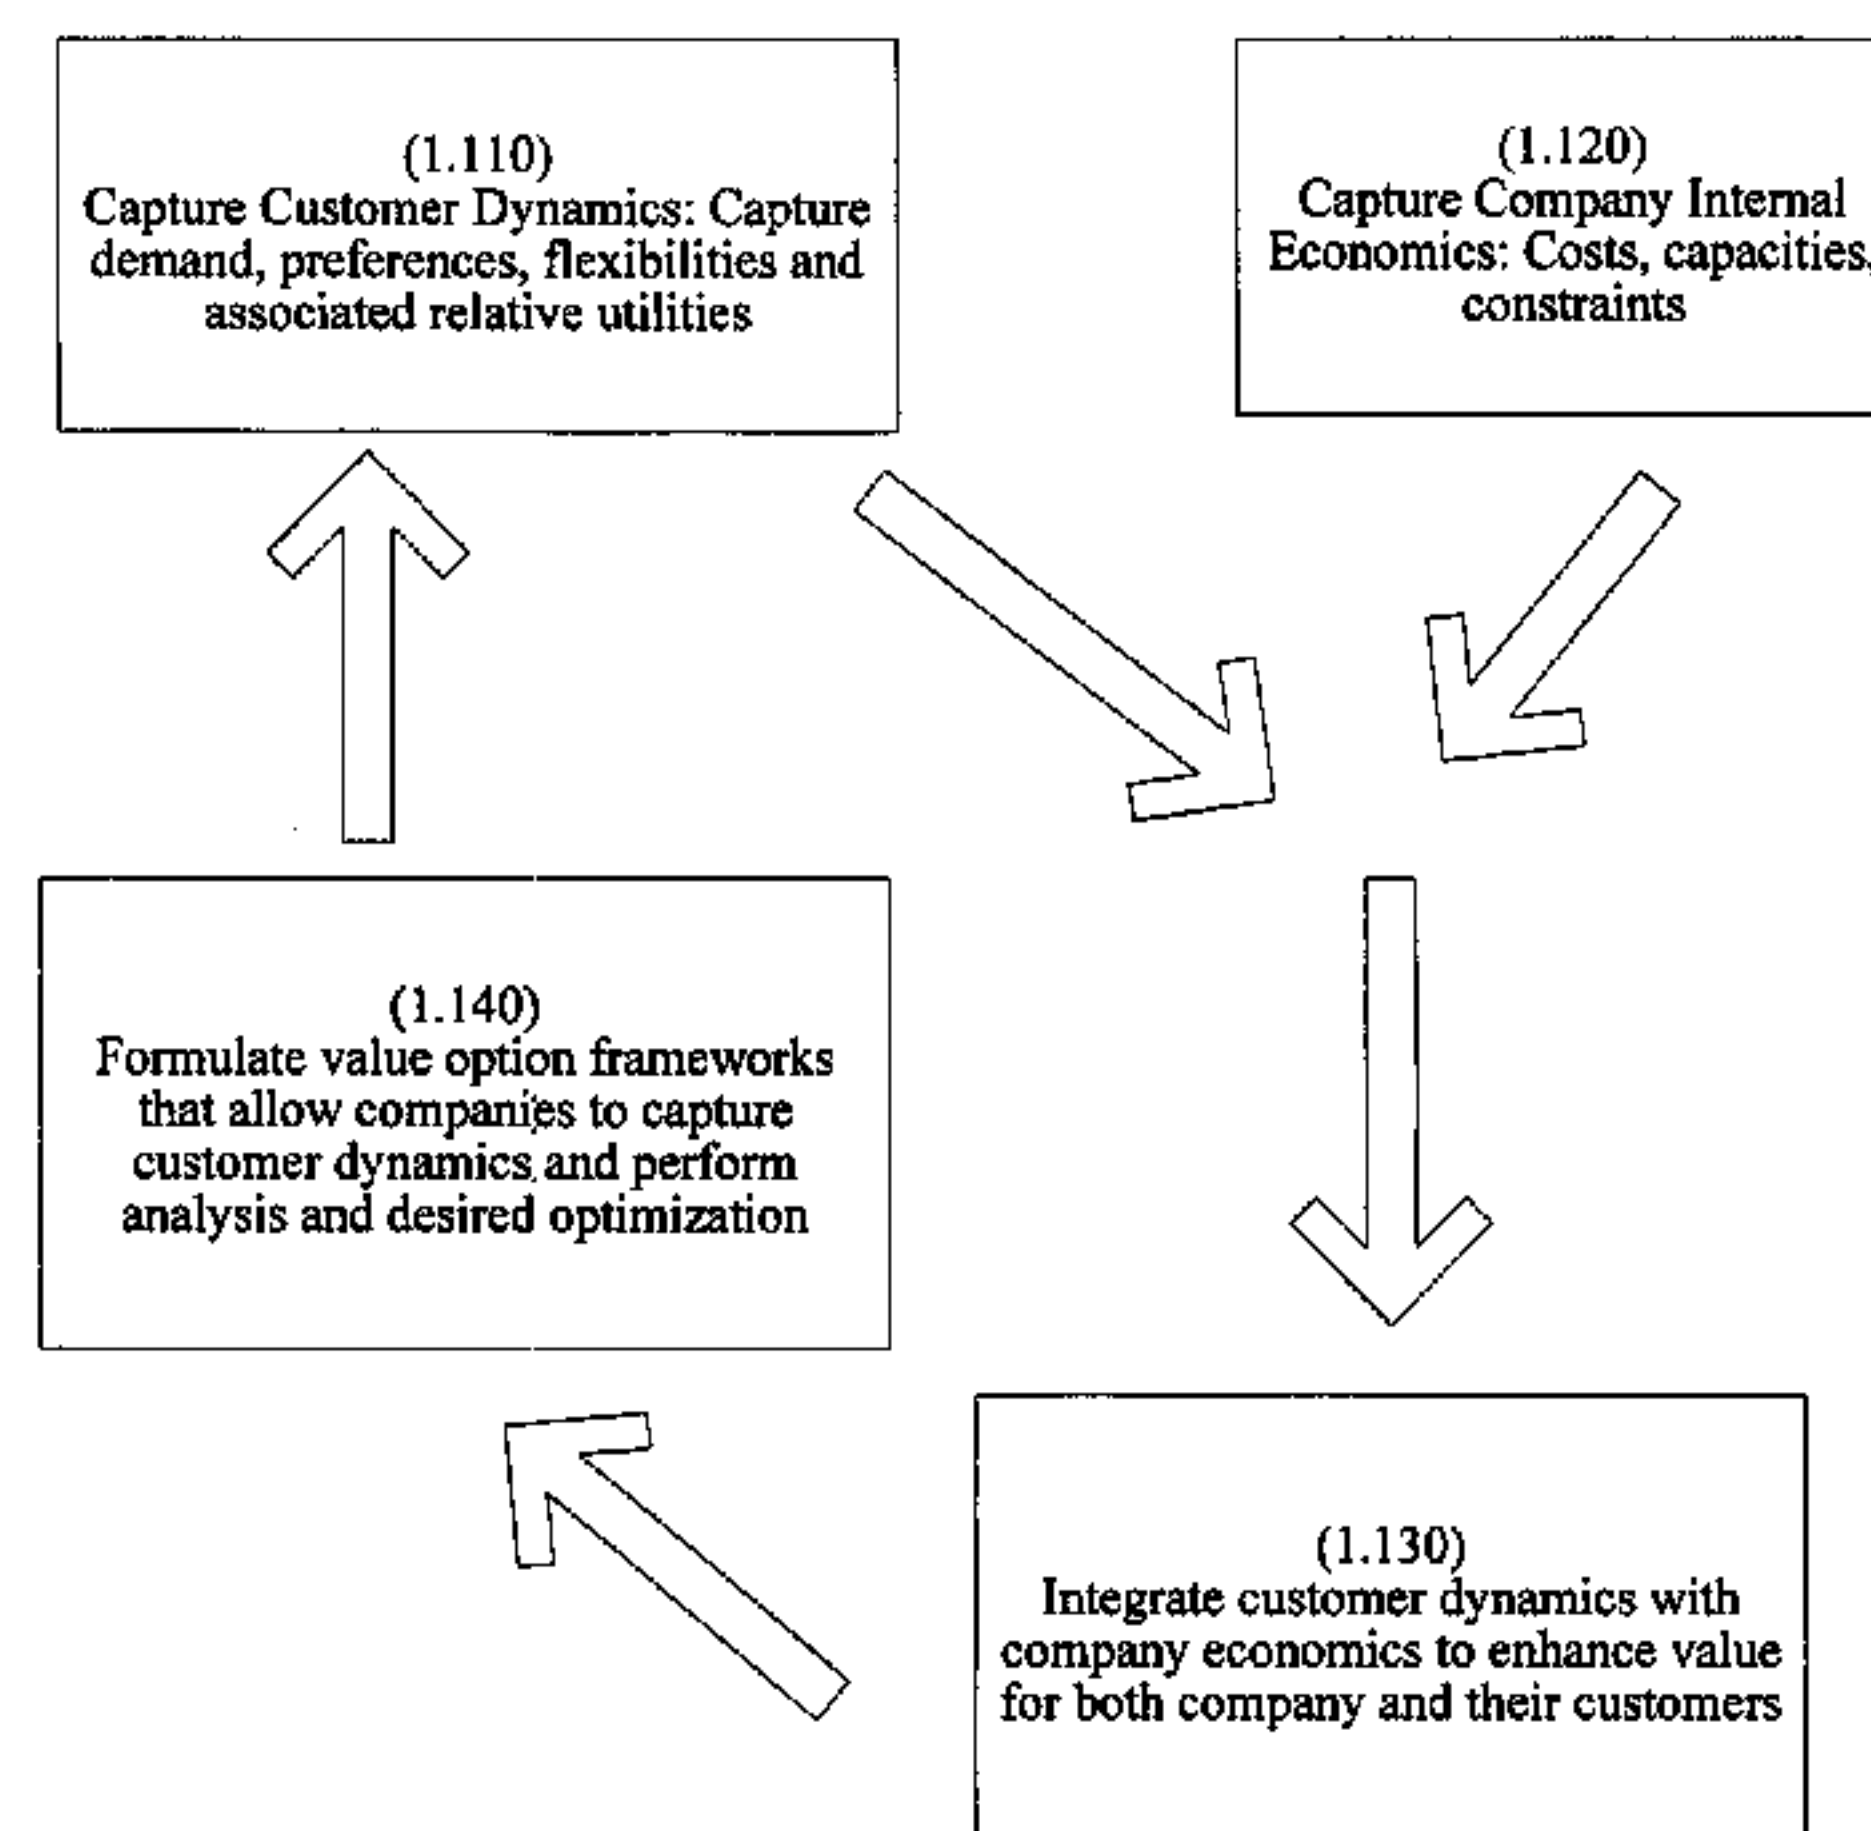 (1.110)
Capture Customer Dynamics: Capture
demand, preferences, flexibilities and
associated relative utilities
(1.120)
Capture Company Internal
Economics: Costs, capacities,
constraints
(1.140)
Formulate value option frameworks
that allow companies to capture
customer dynamics and perform
analysis and desired optimization
(1.130)
Integrate customer dynamics with
company economics to enhance value
for both company and their customers